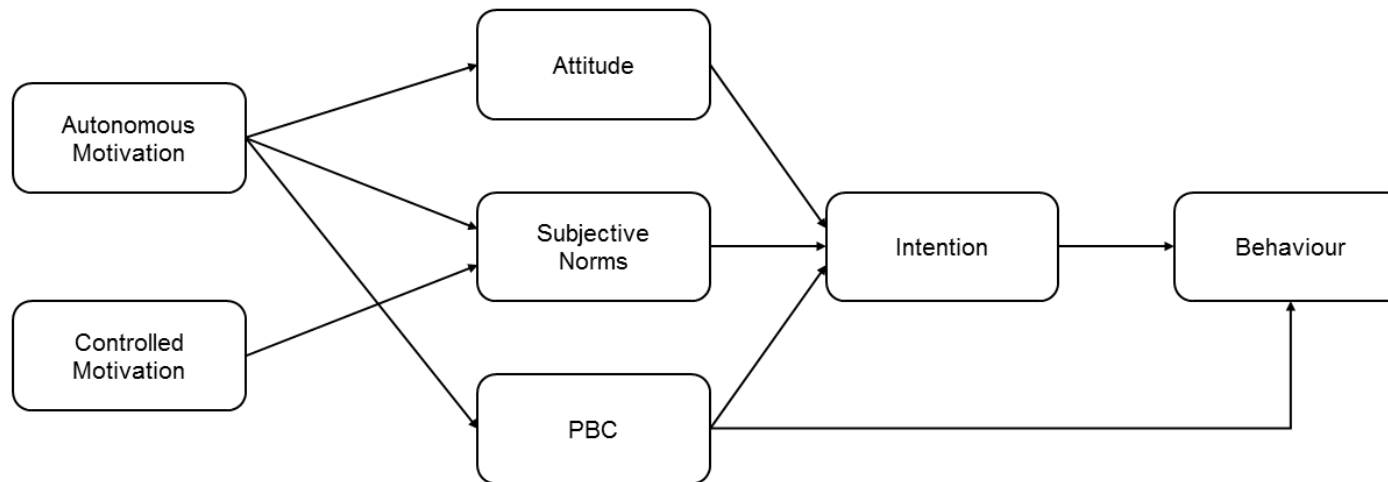 Attitude
Autonomous
Motivation
Subjective
Norms
Intention
Behaviour
Controlled
Motivation
PBC